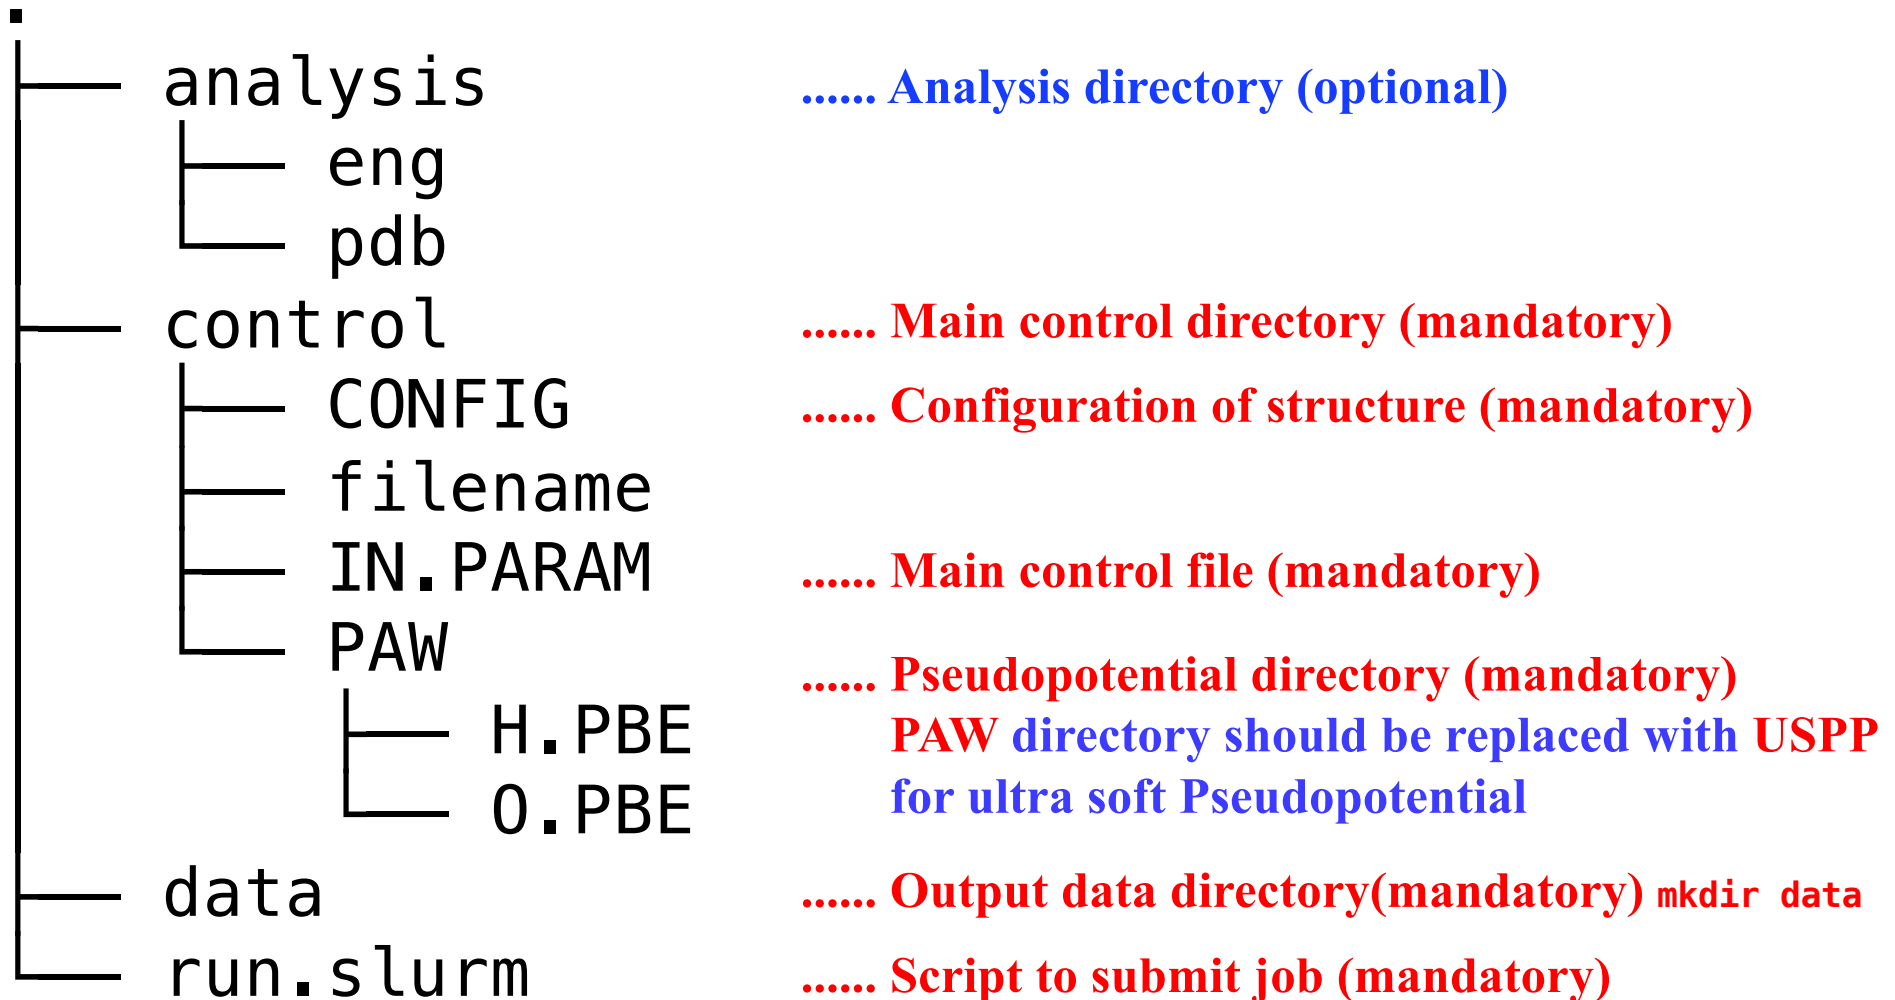 .
├── analysis ...... Analysis directory (optional)
│   ├── eng
│   └── pdb
├── control ...... Main control directory (mandatory)
│   ├── CONFIG ...... Configuration of structure (mandatory)
│   ├── filename
│   ├── IN.PARAM ...... Main control file (mandatory)
│   └── PAW ...... Pseudopotential directory (mandatory)
│       ├── H.PBE PAW directory should be replaced with USPP
│       └── O.PBE for ultra soft Pseudopotential
├── data ...... Output data directory(mandatory) mkdir data
└── run.slurm ...... Script to submit job (mandatory)